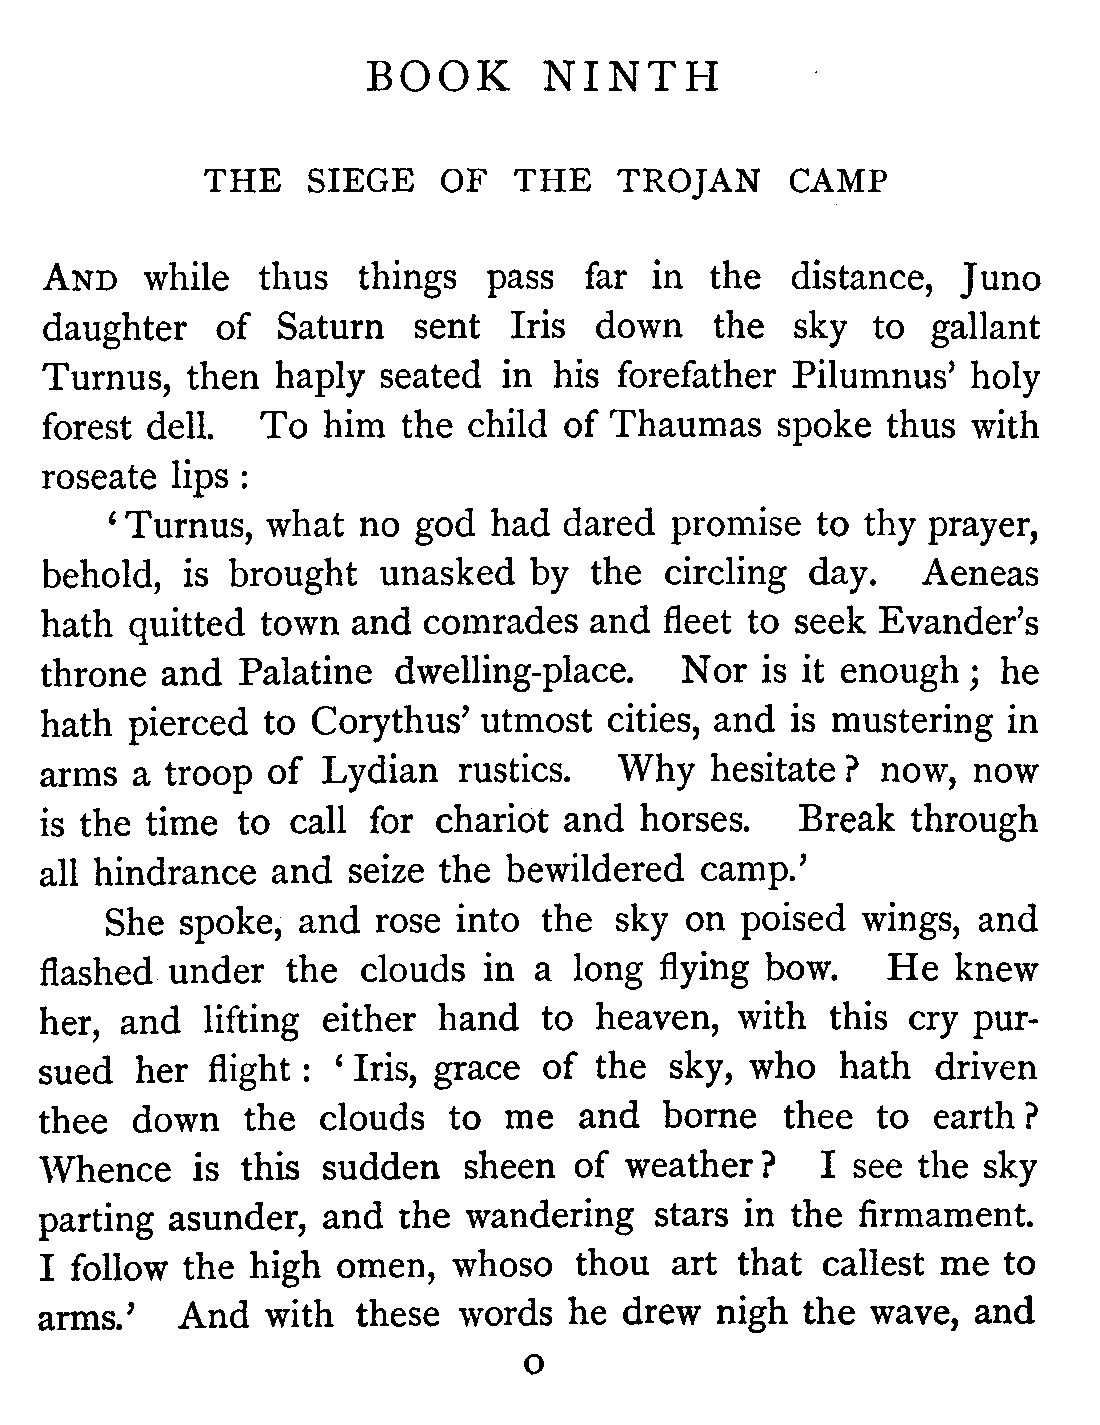 BOOK NINTH
THE SIEGE OF THE TROJAN CAMP
AND while thus things pass far in the distance, Juno
daughter of Saturn sent Iris down the sky to gallant
Turnus, then haply seated in his forefather Pilumnus’ holy
forest dell. To him the child of Thaumas spoke thus with
roseate lips :
‘ Turnus, what no god had dared promise to thy prayer,
behold, is brought unasked by the circling day. Aeneas
hath quitted town and comrades and fleet to seek Evander’s
throne and Palatine dwelling-place. Nor is it enough ; he
hath pierced to Corythus’ utmost cities, and is mustering in
arms a troop of Lydian rustics. Why hesitate ? now, now
is the time to call for chariot and horses. Break through
all hindrance and seize the bewildered camp.’
She spoke, and rose into the sky on poised wings, and
flashed under the clouds in a long flying bow. He knew
her, and lifting either hand to heaven, with this cry pur-
sued her flight : ‘ Iris, grace of the sky, who hath driven
thee down the clouds to me and borne thee to earth ?
Whence is this sudden sheen of weather ? I see the sky
parting asunder, and the wandering stars in the firmament.
I follow the high omen, whoso thou art that callest me to
arms.’ And with these words he drew nigh the wave, and
O